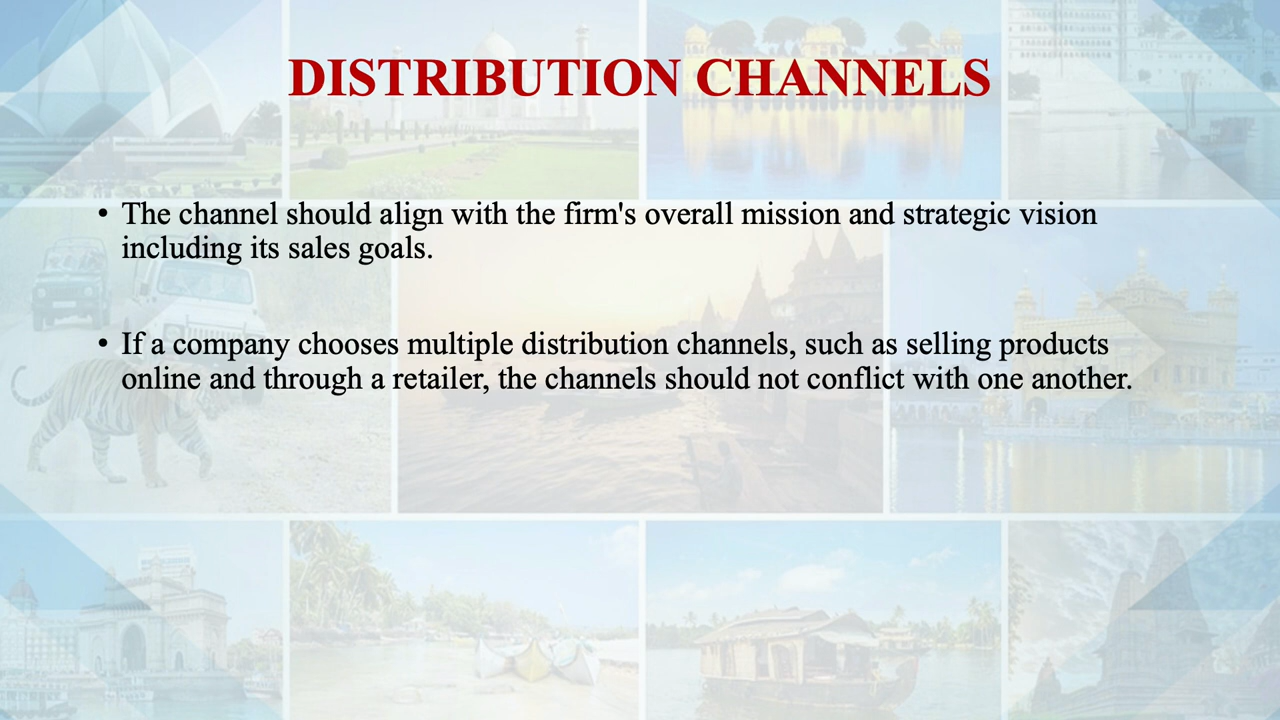 DISTRIBUTION CHANNELS
• The channel should align with the firm's overall mission and strategic vision
including its sales goals.
• If a company chooses multiple distribution channels, such as selling products
online and through a retailer, the channels should not conflict with one another.